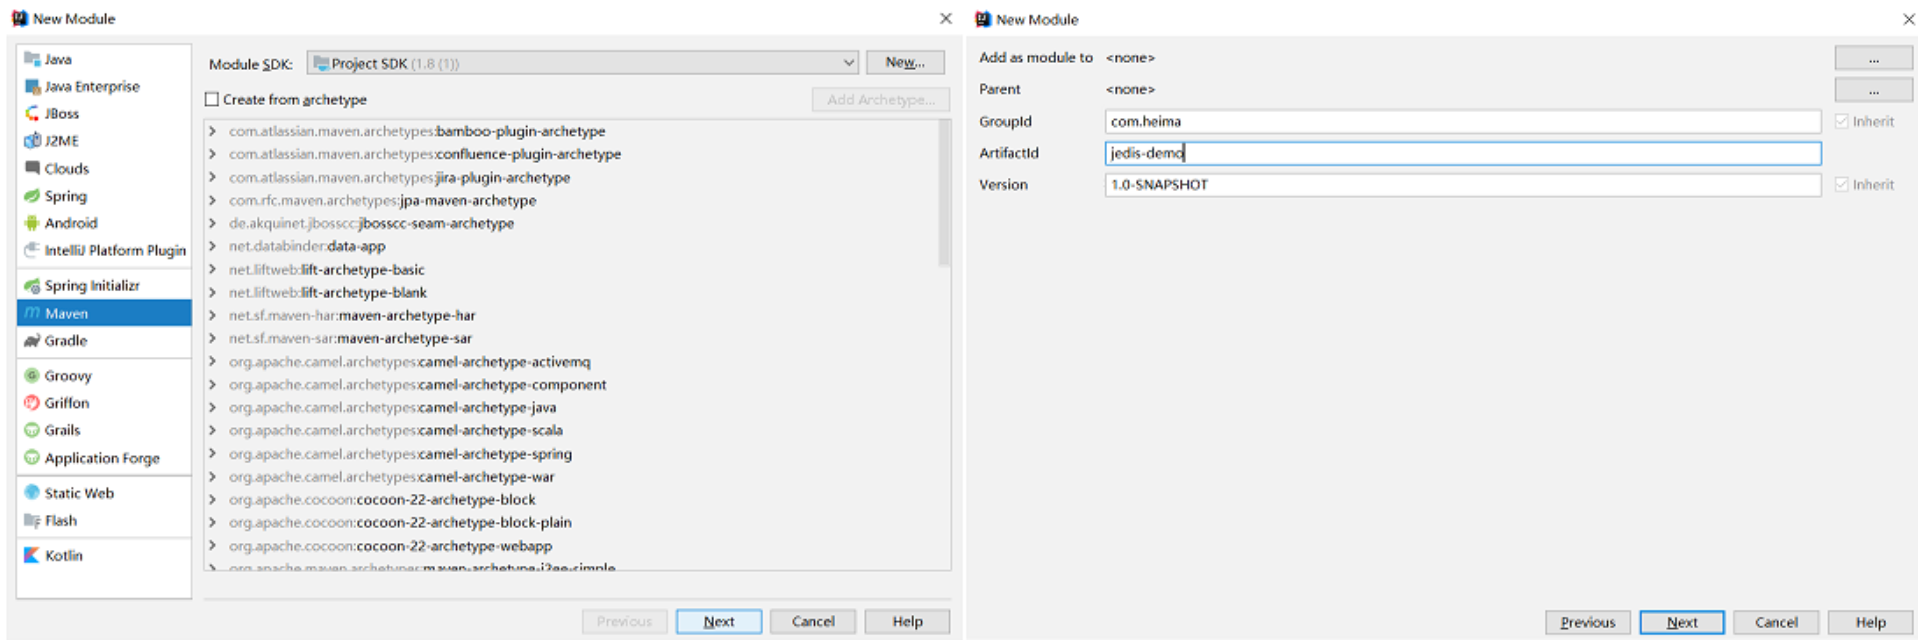 New Module
Java
Java Enterprise
JBoss
J2ME
Clouds
Spring
Android
IntelliJ Platform Plugin
Spring Initializr
Maven
Gradle
Groovy
Griffon
Grails
Application Forge
Static Web
Flash
Kotlin
Module SDK: Project SDK (1.8 (1)) New...
Create from archetype Add Archetype...
com.atlassian.maven.archetypes:bamboo-plugin-archetype
com.atlassian.maven.archetypes:confluence-plugin-archetype
com.atlassian.maven.archetypes:jira-plugin-archetype
com.rfc.maven.archetypes:jpa-maven-archetype
de.akquinet.jbosscc:jbosscc-seam-archetype
net.databinder:data-app
net.liftweb:lift-archetype-basic
net.liftweb:lift-archetype-blank
net.sf.maven-har:maven-archetype-har
net.sf.maven-sar:maven-archetype-sar
org.apache.camel.archetypes:camel-archetype-activemq
org.apache.camel.archetypes:camel-archetype-component
org.apache.camel.archetypes:camel-archetype-java
org.apache.camel.archetypes:camel-archetype-scala
org.apache.camel.archetypes:camel-archetype-spring
org.apache.camel.archetypes:camel-archetype-war
org.apache.cocoon:cocoon-22-archetype-block
org.apache.cocoon:cocoon-22-archetype-block-plain
org.apache.cocoon:cocoon-22-archetype-webapp
org.apache.maven.archetypes:maven-archetype-j2ee-simple
Previous Next Cancel Help
New Module
Add as module to <none> ...
Parent <none> ...
GroupId com.heima Inherit
ArtifactId jedis-demo
Version 1.0-SNAPSHOT Inherit
Previous Next Cancel Help